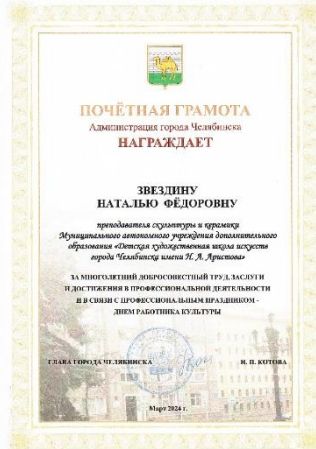 ПОЧЁТНАЯ ГРАМОТА
Администрация города Челябинска
НАГРАЖДАЕТ
ЗВЕЗДИНУ
НАТАЛЬЮ ФЁДОРОВНУ
преподавателя скульптуры и керамики
Муниципального автономного учреждения дополнительного
образования «Детская художественная школа искусств
города Челябинска имени Н. А. Аристова»
ЗА МНОГОЛЕТНИЙ ДОБРОСОВЕСТНЫЙ ТРУД, ЗАСЛУГИ
И ДОСТИЖЕНИЯ В ПРОФЕССИОНАЛЬНОЙ ДЕЯТЕЛЬНОСТИ
И В СВЯЗИ С ПРОФЕССИОНАЛЬНЫМ ПРАЗДНИКОМ -
ДНЕМ РАБОТНИКА КУЛЬТУРЫ
ГЛАВА ГОРОДА ЧЕЛЯБИНСКА Н. П. КОТОВА
Март 2024 г.